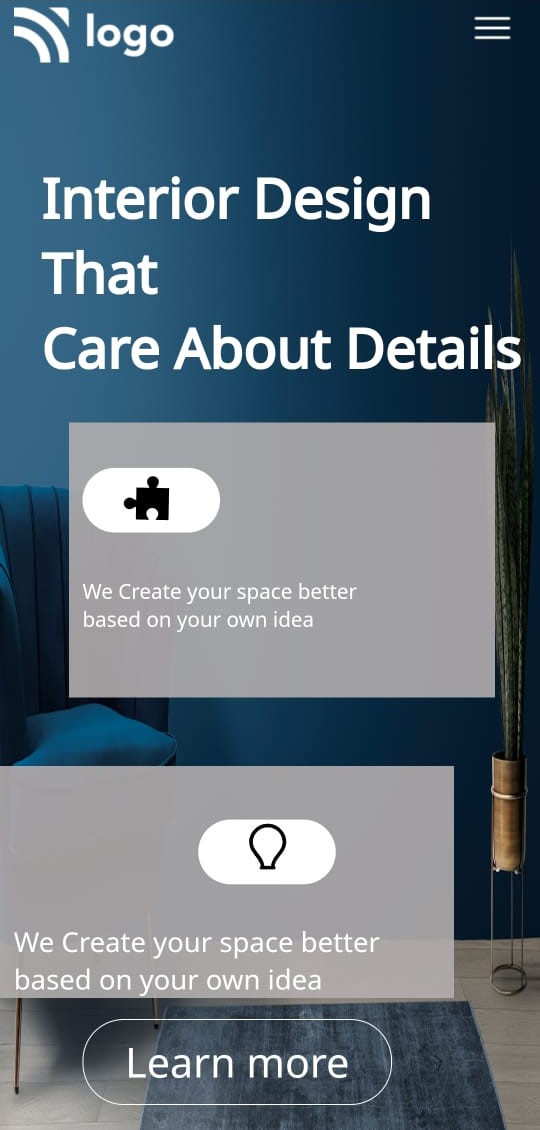 logo
Interior Design
That
Care About Details
We Create your space better
based on your own idea
We Create your space better
based on your own idea
Learn more